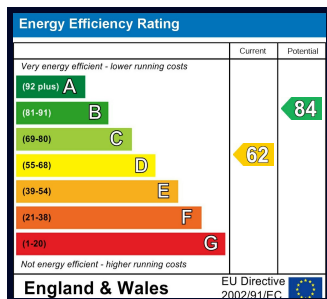 Energy Efficiency Rating
Current Potential
Very energy efficient - lower running costs
(92 plus) A
(81-91) B
84
(69-80) C
(55-68) D
62
(39-54) E
(21-38) F
(1-20) G
Not energy efficient - higher running costs
England & Wales
EU Directive
2002/91/EC